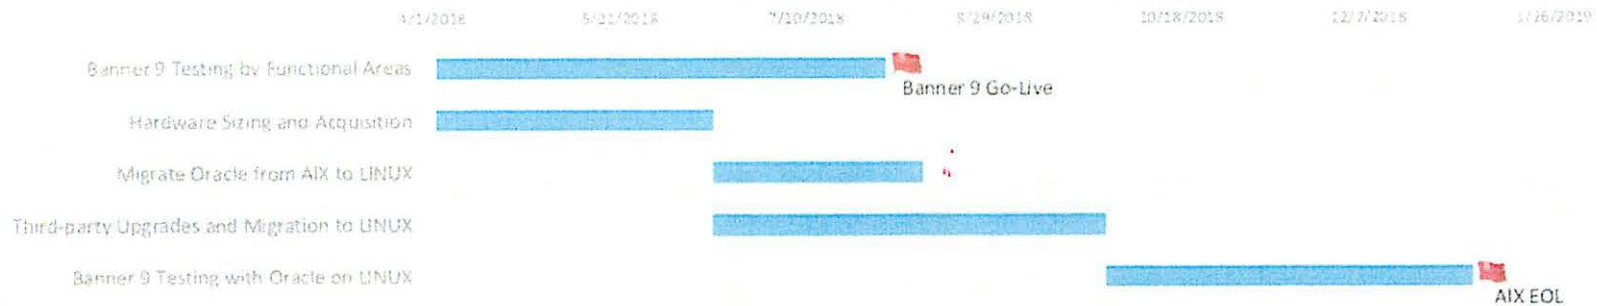 4/1/2018 5/21/2018 7/10/2018 8/29/2018 10/18/2018 12/7/2018 1/26/2019
Banner 9 Testing by Functional Areas
Banner 9 Go-Live
Hardware Sizing and Acquisition
Migrate Oracle from AIX to LINUX
Third-party Upgrades and Migration to LINUX
Banner 9 Testing with Oracle on LINUX
AIX EOL